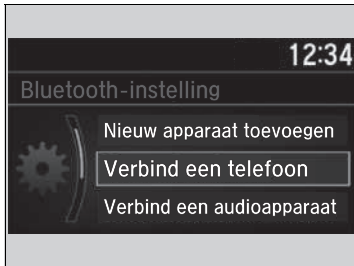 12:34
Bluetooth-instelling
Nieuw apparaat toevoegen
Verbind een telefoon
Verbind een audioapparaat